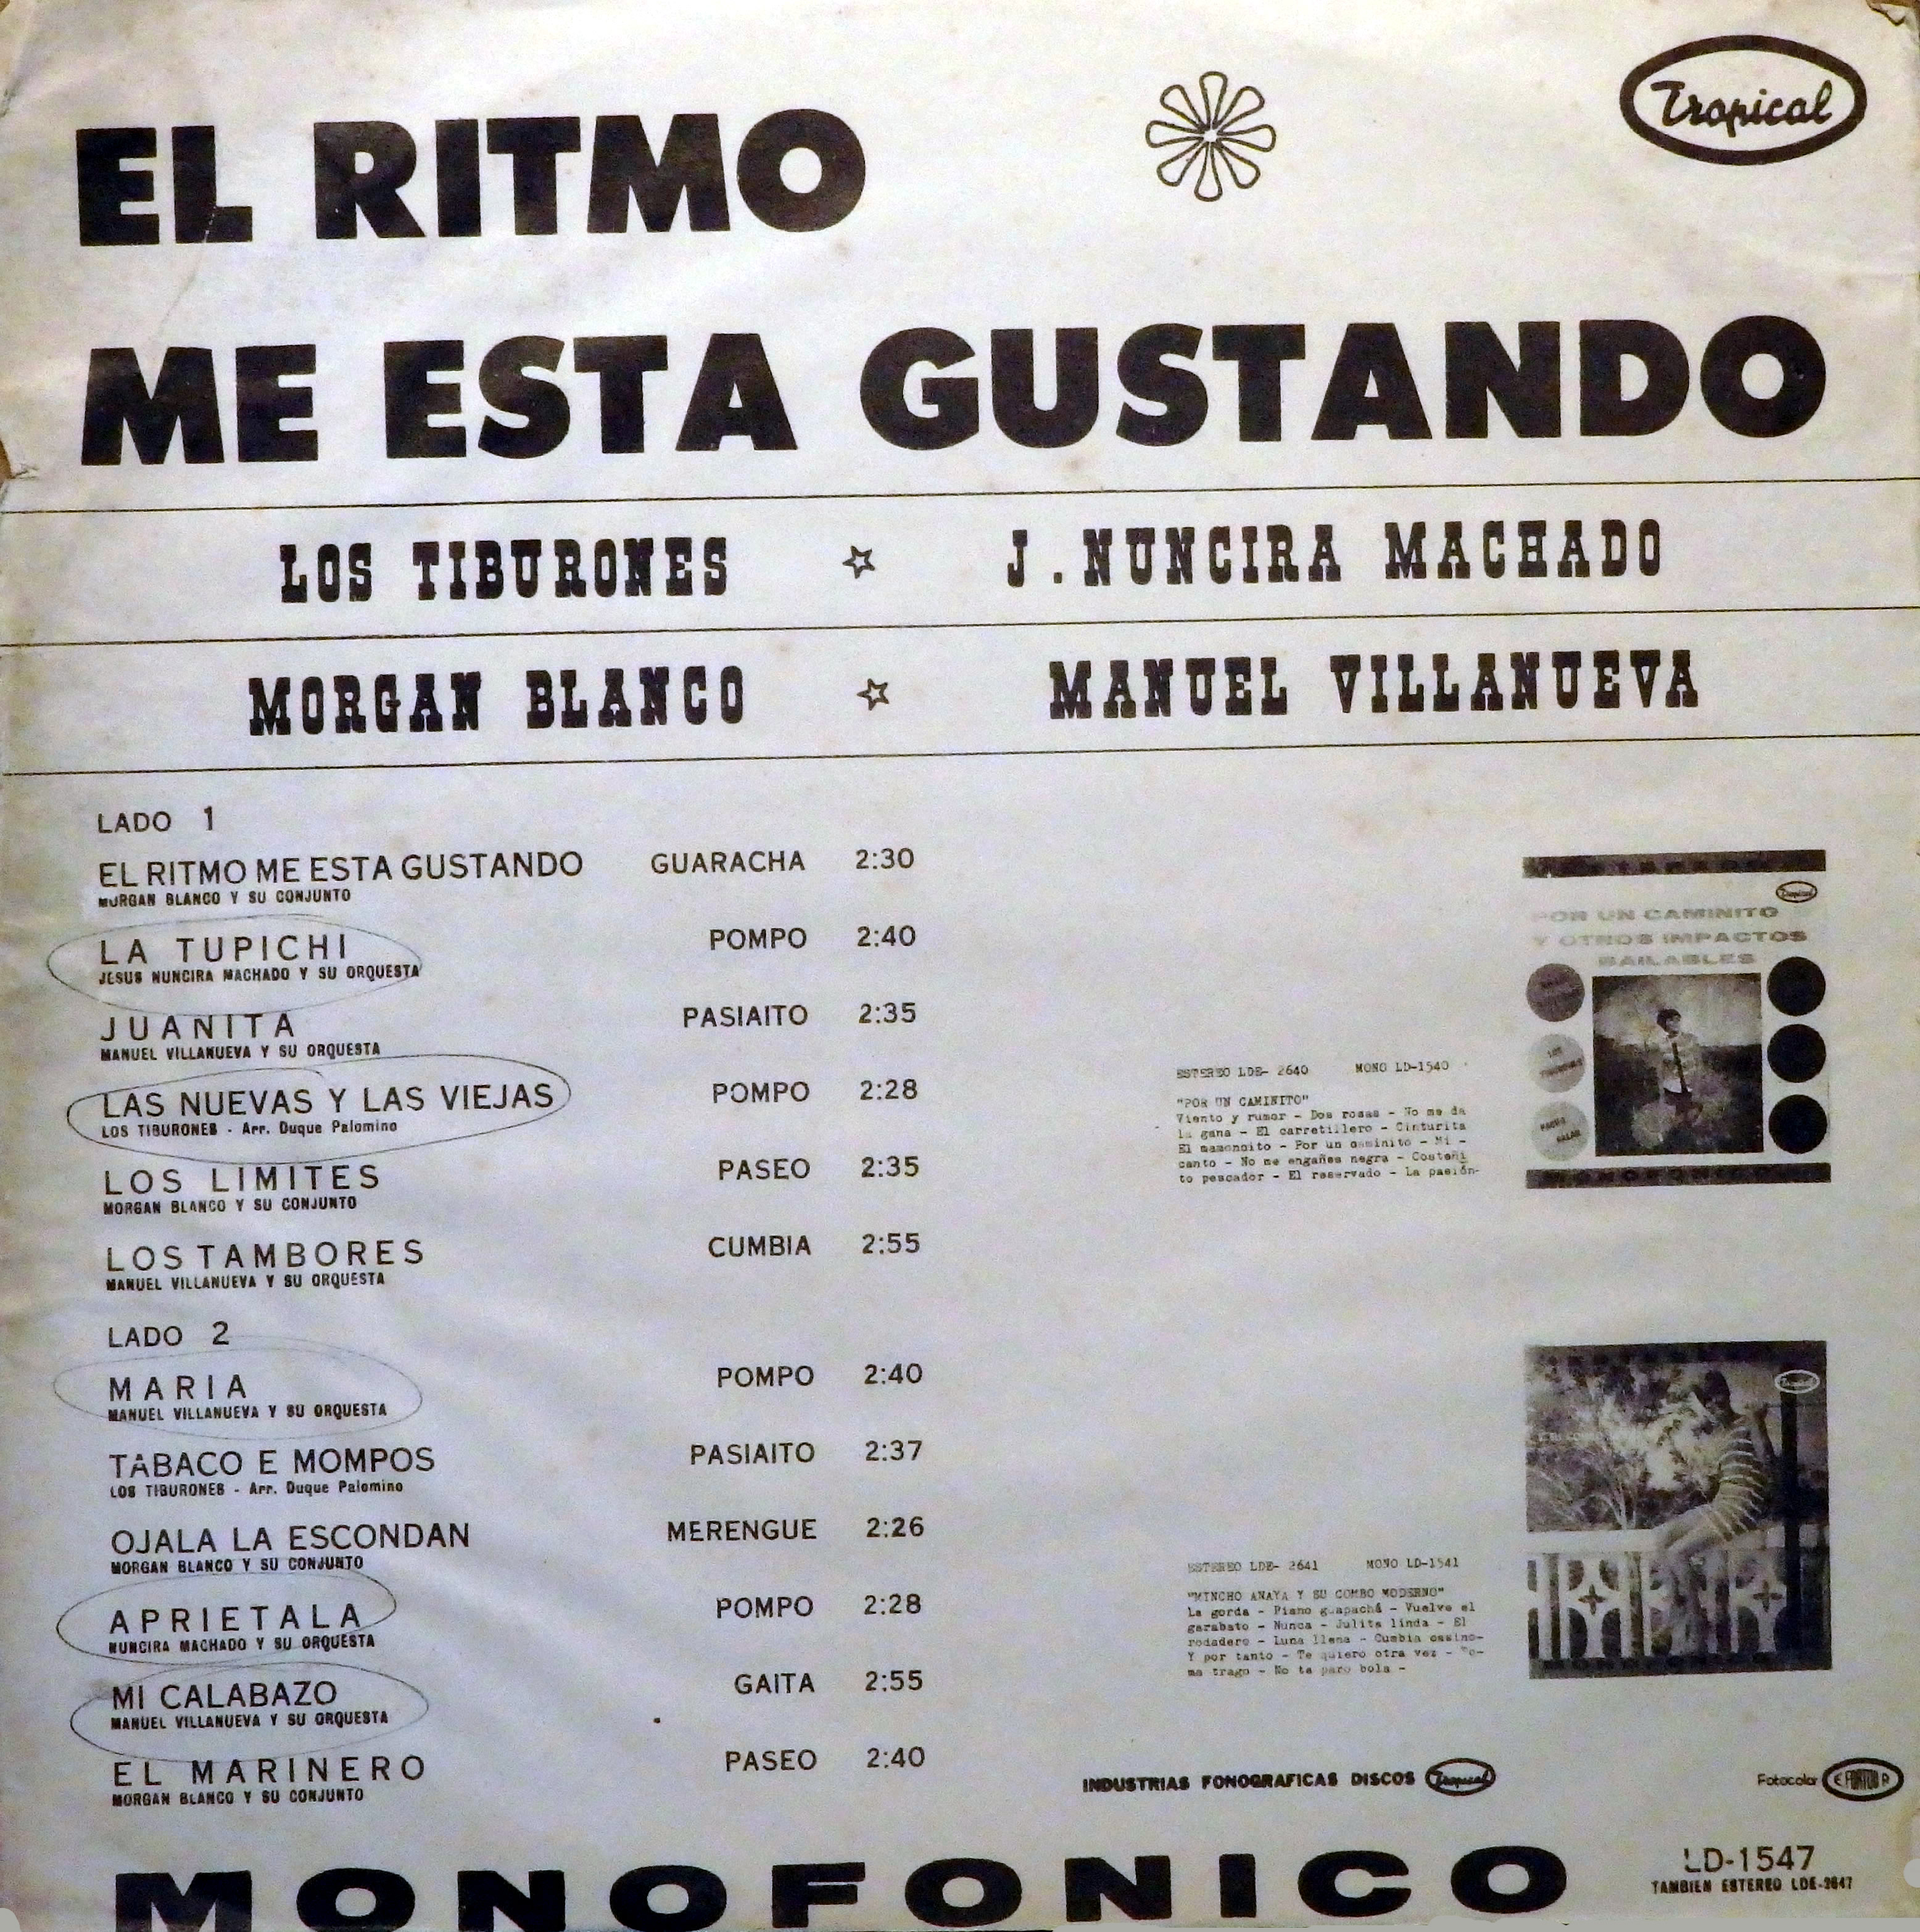 Tropical
EL RITMO
ME ESTA GUSTANDO
LOS TIBURONES ☆ J. NUNCIRA MACHADO
MORGAN BLANCO ☆ MANUEL VILLANUEVA
LADO 1
EL RITMO ME ESTA GUSTANDO GUARACHA 2:30
MORGAN BLANCO Y SU CONJUNTO
LA TUPICHI POMPO 2:40
JESUS NUNCIRA MACHADO Y SU ORQUESTA
JUANITA PASIAITO 2:35
MANUEL VILLANUEVA Y SU ORQUESTA
LAS NUEVAS Y LAS VIEJAS POMPO 2:28
LOS TIBURONES - Arr. Duque Palomino
LOS LIMITES PASEO 2:35
MORGAN BLANCO Y SU CONJUNTO
LOS TAMBORES CUMBIA 2:55
MANUEL VILLANUEVA Y SU ORQUESTA
LADO 2
MARIA POMPO 2:40
MANUEL VILLANUEVA Y SU ORQUESTA
TABACO E MOMPOS PASIAITO 2:37
LOS TIBURONES - Arr. Duque Palomino
OJALA LA ESCONDAN MERENGUE 2:26
MORGAN BLANCO Y SU CONJUNTO
APRIETALA POMPO 2:28
NUNCIRA MACHADO Y SU ORQUESTA
MI CALABAZO GAITA 2:55
MANUEL VILLANUEVA Y SU ORQUESTA
EL MARINERO PASEO 2:40
MORGAN BLANCO Y SU CONJUNTO
Tropical
POR UN CAMINITO
Y OTROS IMPACTOS
BAILABLES
ESTEREO LDE- 2640 MONO LD-1540
"POR UN CAMINITO"
Viento y rumor - Dos rosas - No me da
la gana - El carretillero - Cinturita
El mamoncito - Por un caminito - Mi -
canto - No me engañes negra - Costeñi
to pescador - El reservado - La pasión-
Tropical
ESTEREO LDE- 2641 MONO LD-1541
"MINCHO ANAYA Y SU COMBO MODERNO"
La gorda - Piano guapachá - Vuelve el
garabato - Nunca - Julita linda - El
rodadero - Luna llena - Cumbia casino-
Y por tanto - Te quiero otra vez - To-
ma trago - No te paro bola -
INDUSTRIAS FONOGRAFICAS DISCOS Tropical
Fotocolor
LD-1547
TAMBIEN ESTEREO LDE-2647
MONOFONICO